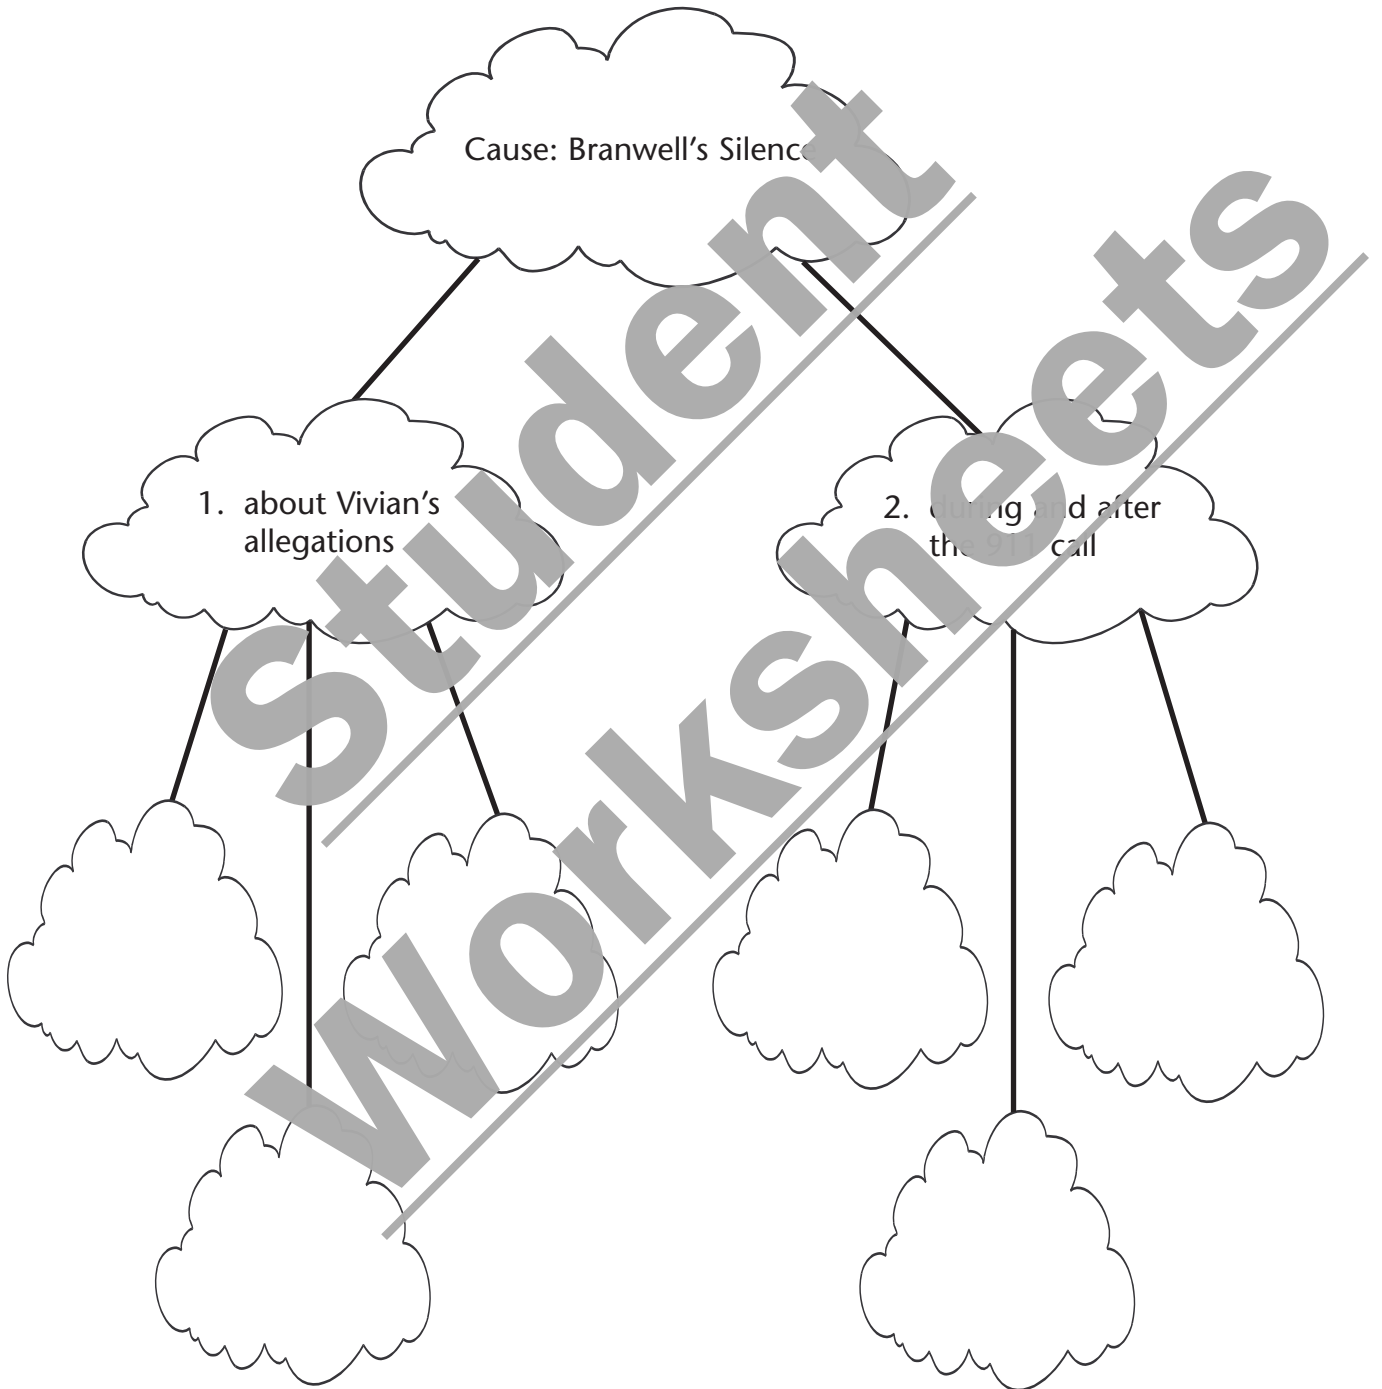 Cause: Branwell's Silence
1. about Vivian's
allegations
2. during and after
the 911 call
Student
Worksheets